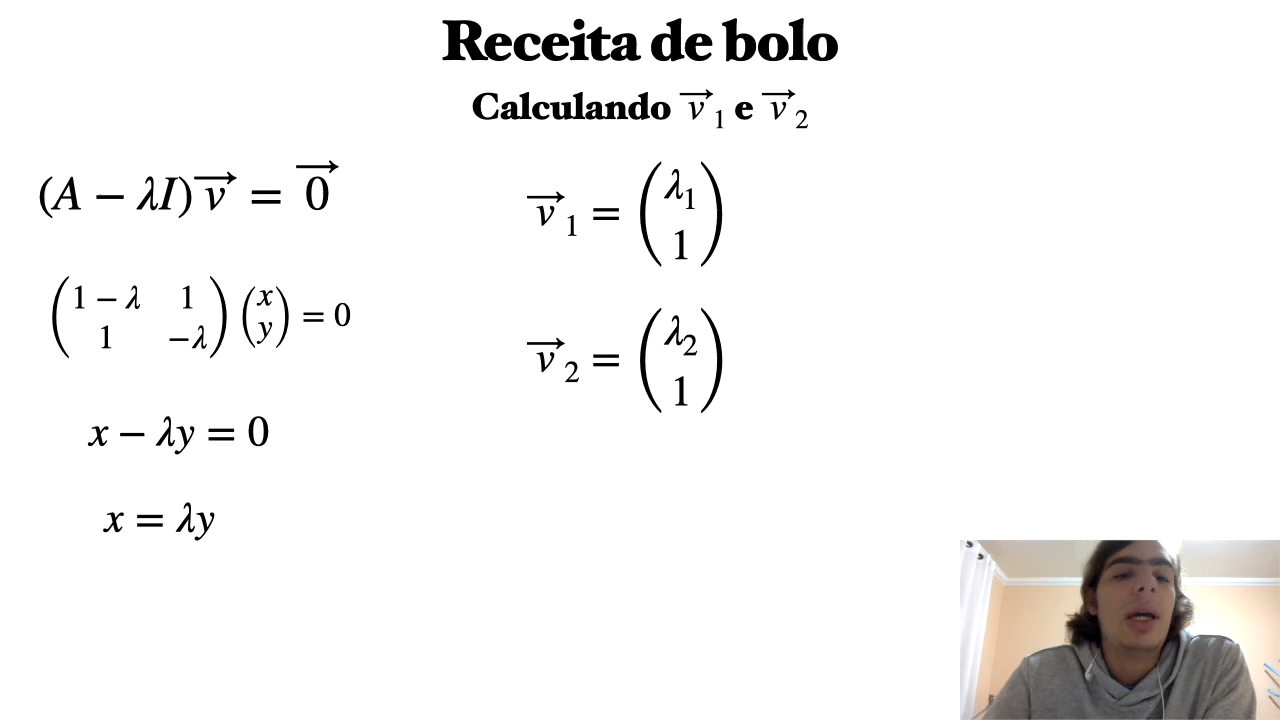 Receita de bolo
Calculando v⃗₁ e v⃗₂
(A − λI)v⃗ = 0⃗
(1 − λ 1
1 −λ) (x
y) = 0
x − λy = 0
x = λy
v⃗₁ = (λ₁
1)
v⃗₂ = (λ₂
1)